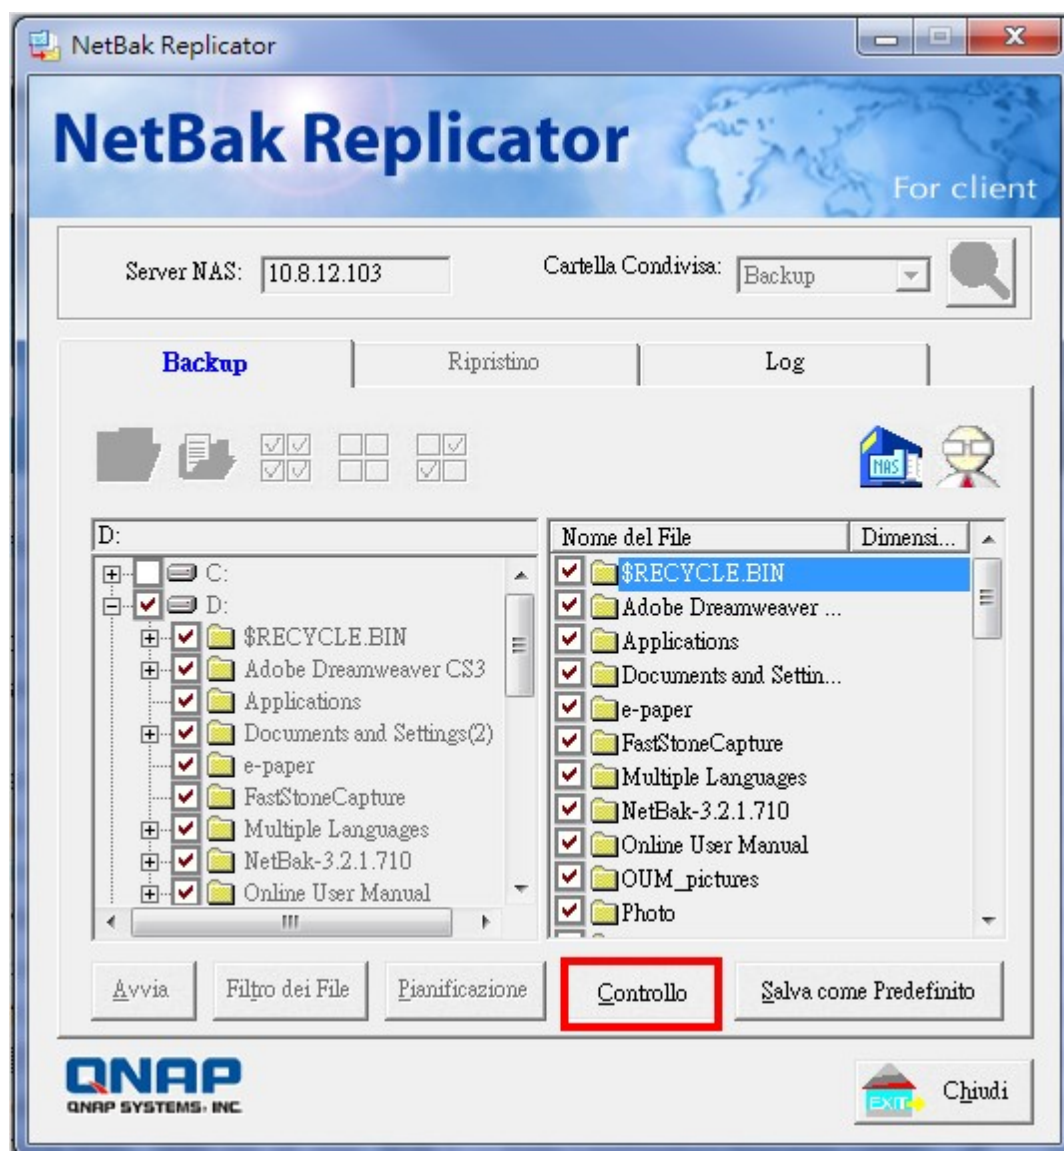 NetBak Replicator
NetBak Replicator
For client
Server NAS: 10.8.12.103 Cartella Condivisa: Backup
Backup Ripristino Log
NAS
D:
C:
D:
$RECYCLE.BIN
Adobe Dreamweaver CS3
Applications
Documents and Settings(2)
e-paper
FastStoneCapture
Multiple Languages
NetBak-3.2.1.710
Online User Manual
Nome del File Dimensi...
$RECYCLE.BIN
Adobe Dreamweaver ...
Applications
Documents and Settin...
e-paper
FastStoneCapture
Multiple Languages
NetBak-3.2.1.710
Online User Manual
OUM_pictures
Photo
Avvia Filtro dei File Pianificazione Controllo Salva come Predefinito
QNAP
QNAP SYSTEMS, INC.
EXIT Chiudi